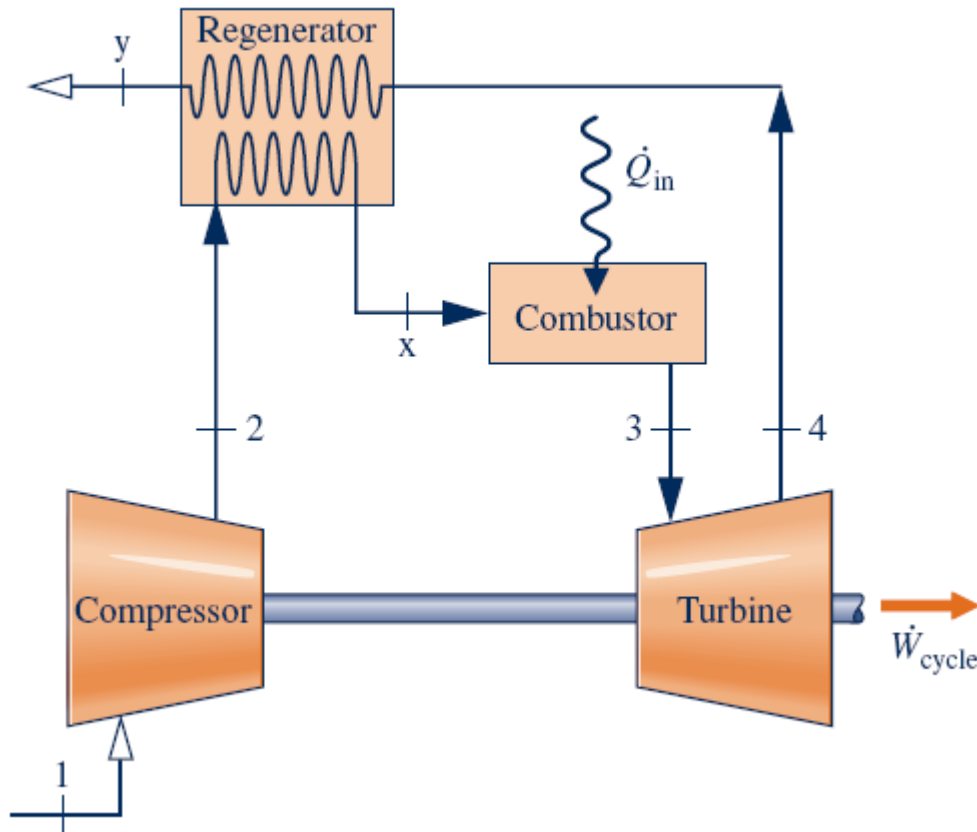 Regenerator
y
Q̇in
x
Combustor
2
3
4
Compressor
Turbine
Ẇcycle
1